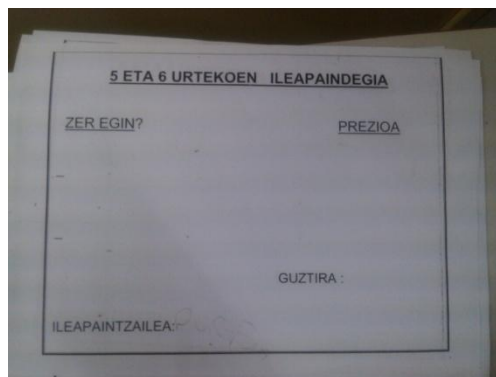 5 ETA 6 URTEKOEN ILEAPAINDEGIA
ZER EGIN? PREZIOA
-
-
GUZTIRA :
ILEAPAINTZAILEA: